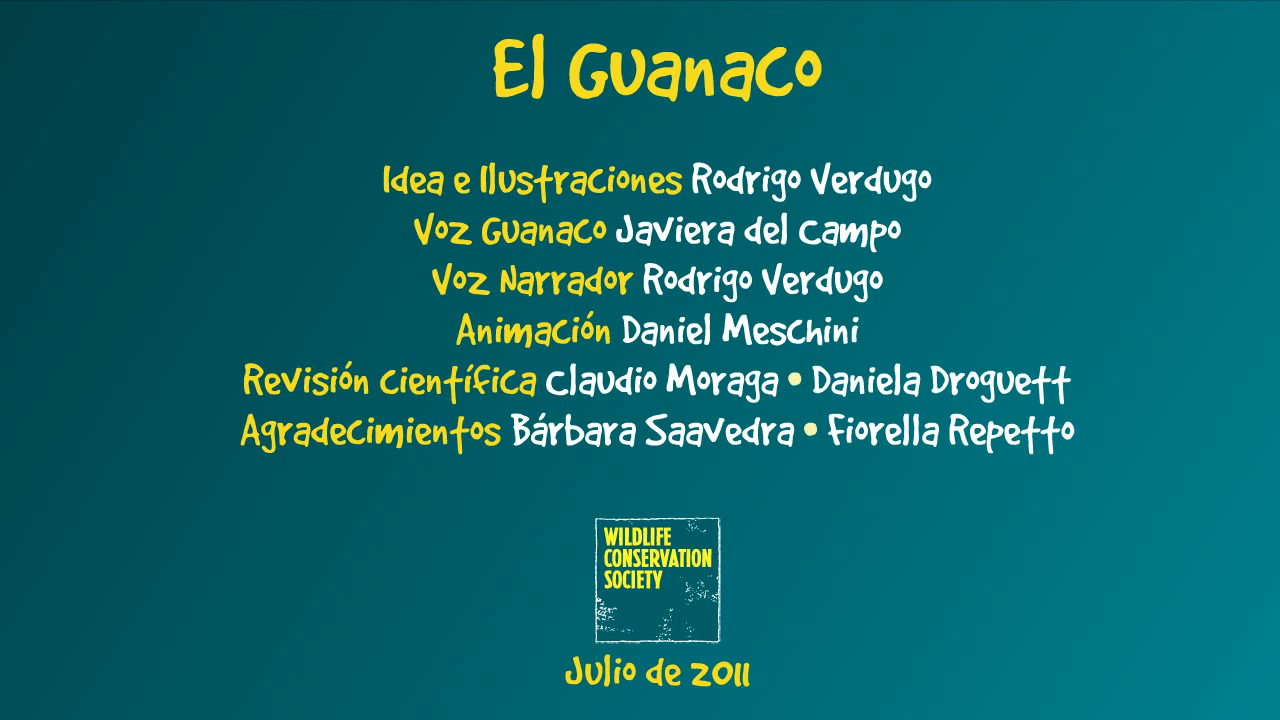 El Guanaco
Idea e Ilustraciones Rodrigo Verdugo
Voz Guanaco Javiera del Campo
Voz Narrador Rodrigo Verdugo
Animación Daniel Meschini
Revisión Científica Claudio Moraga • Daniela Droguett
Agradecimientos Bárbara Saavedra • Fiorella Repetto
WILDLIFE
CONSERVATION
SOCIETY
Julio de 2011